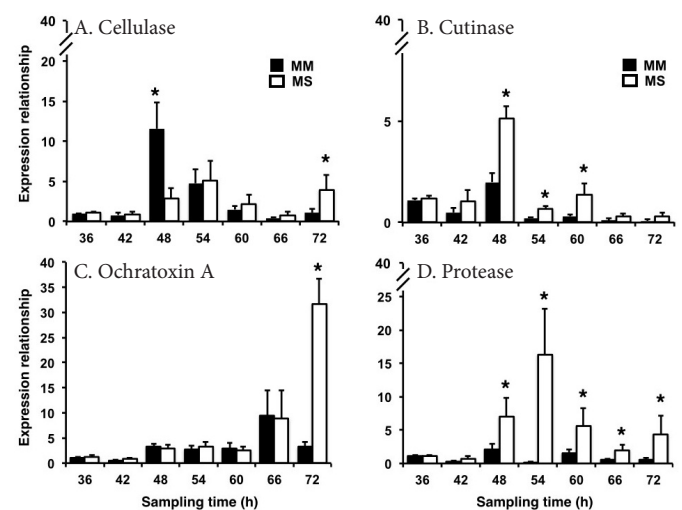 A. Cellulase
40
20
15
10
5
0
Expression relationship
MM
MS
*
*
36 42 48 54 60 66 72
B. Cutinase
40
5
0
MM
MS
*
*
*
36 42 48 54 60 66 72
C. Ochratoxin A
40
35
30
25
20
15
10
5
0
Expression relationship
*
36 42 48 54 60 66 72
Sampling time (h)
D. Protease
40
25
20
15
10
5
0
*
*
*
*
*
36 42 48 54 60 66 72
Sampling time (h)